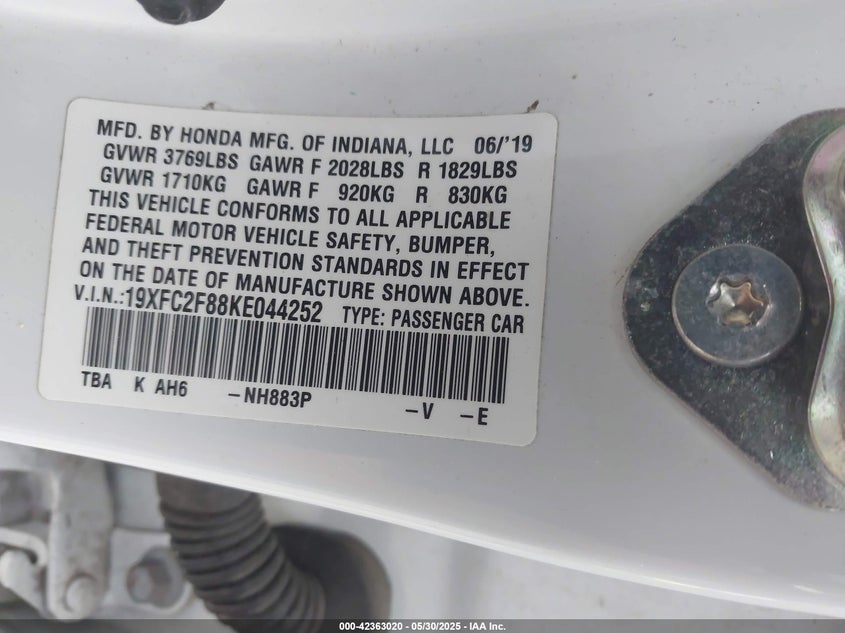 MFD. BY HONDA MFG. OF INDIANA, LLC 06/'19
GVWR 3769LBS GAWR F 2028LBS R 1829LBS
GVWR 1710KG GAWR F 920KG R 830KG
THIS VEHICLE CONFORMS TO ALL APPLICABLE
FEDERAL MOTOR VEHICLE SAFETY, BUMPER,
AND THEFT PREVENTION STANDARDS IN EFFECT
ON THE DATE OF MANUFACTURE SHOWN ABOVE.
V.I.N.:19XFC2F88KE044252 TYPE: PASSENGER CAR
TBA K AH6 -NH883P -V -E
000-42363020 — 05/30/2025 — IAA Inc.